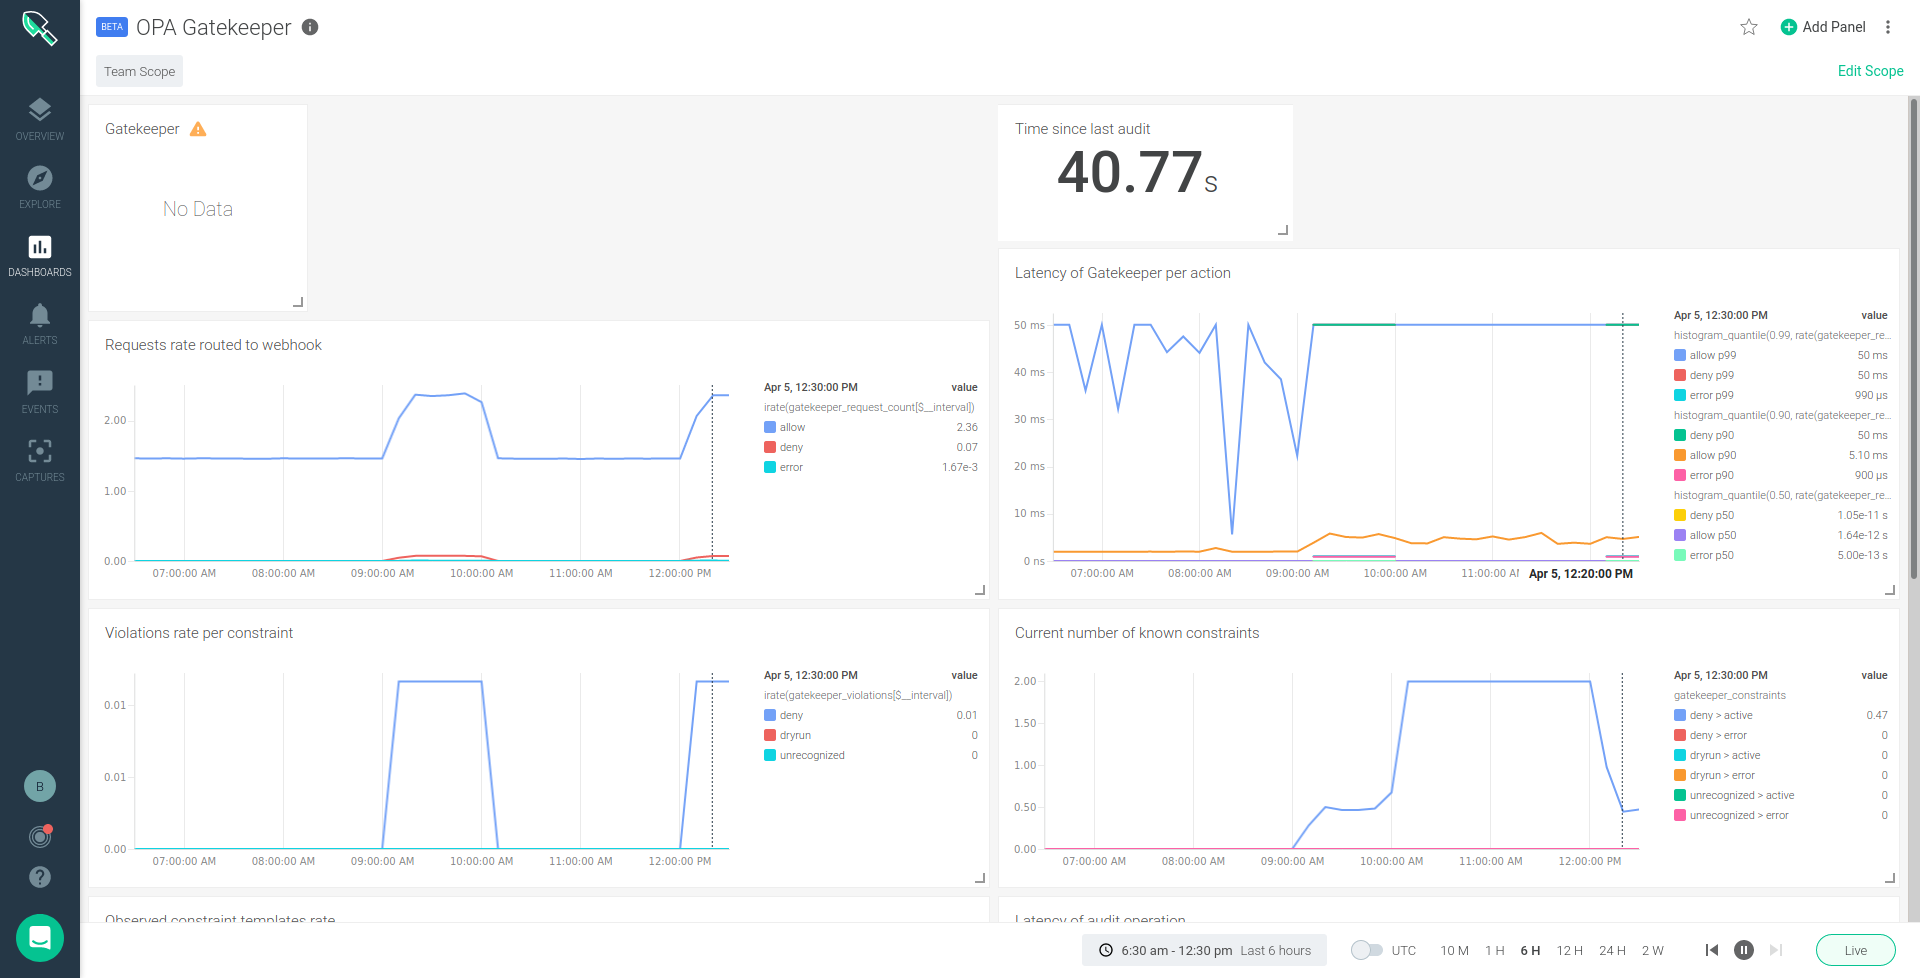 BETA OPA Gatekeeper
Add Panel
Team Scope
Edit Scope
OVERVIEW
EXPLORE
DASHBOARDS
ALERTS
EVENTS
CAPTURES
B
Gatekeeper
No Data
Time since last audit
40.77 s
Requests rate routed to webhook
2.00
1.00
0.00
07:00:00 AM 08:00:00 AM 09:00:00 AM 10:00:00 AM 11:00:00 AM 12:00:00 PM
Apr 5, 12:30:00 PM value
irate(gatekeeper_request_count[$__interval])
allow 2.36
deny 0.07
error 1.67e-3
Latency of Gatekeeper per action
50 ms
40 ms
30 ms
20 ms
10 ms
0 ns
07:00:00 AM 08:00:00 AM 09:00:00 AM 10:00:00 AM 11:00:00 AM Apr 5, 12:20:00 PM
Apr 5, 12:30:00 PM value
histogram_quantile(0.99, rate(gatekeeper_re...
allow p99 50 ms
deny p99 50 ms
error p99 990 µs
histogram_quantile(0.90, rate(gatekeeper_re...
deny p90 50 ms
allow p90 5.10 ms
error p90 900 µs
histogram_quantile(0.50, rate(gatekeeper_re...
deny p50 1.05e-11 s
allow p50 1.64e-12 s
error p50 5.00e-13 s
Violations rate per constraint
0.01
0.01
0.00
07:00:00 AM 08:00:00 AM 09:00:00 AM 10:00:00 AM 11:00:00 AM 12:00:00 PM
Apr 5, 12:30:00 PM value
irate(gatekeeper_violations[$__interval])
deny 0.01
dryrun 0
unrecognized 0
Current number of known constraints
2.00
1.50
1.00
0.50
0.00
07:00:00 AM 08:00:00 AM 09:00:00 AM 10:00:00 AM 11:00:00 AM 12:00:00 PM
Apr 5, 12:30:00 PM value
gatekeeper_constraints
deny > active 0.47
deny > error 0
dryrun > active 0
dryrun > error 0
unrecognized > active 0
unrecognized > error 0
Observed constraint templates rate
Latency of audit operation
6:30 am - 12:30 pm Last 6 hours
UTC
10 M 1 H 6 H 12 H 24 H 2 W
Live